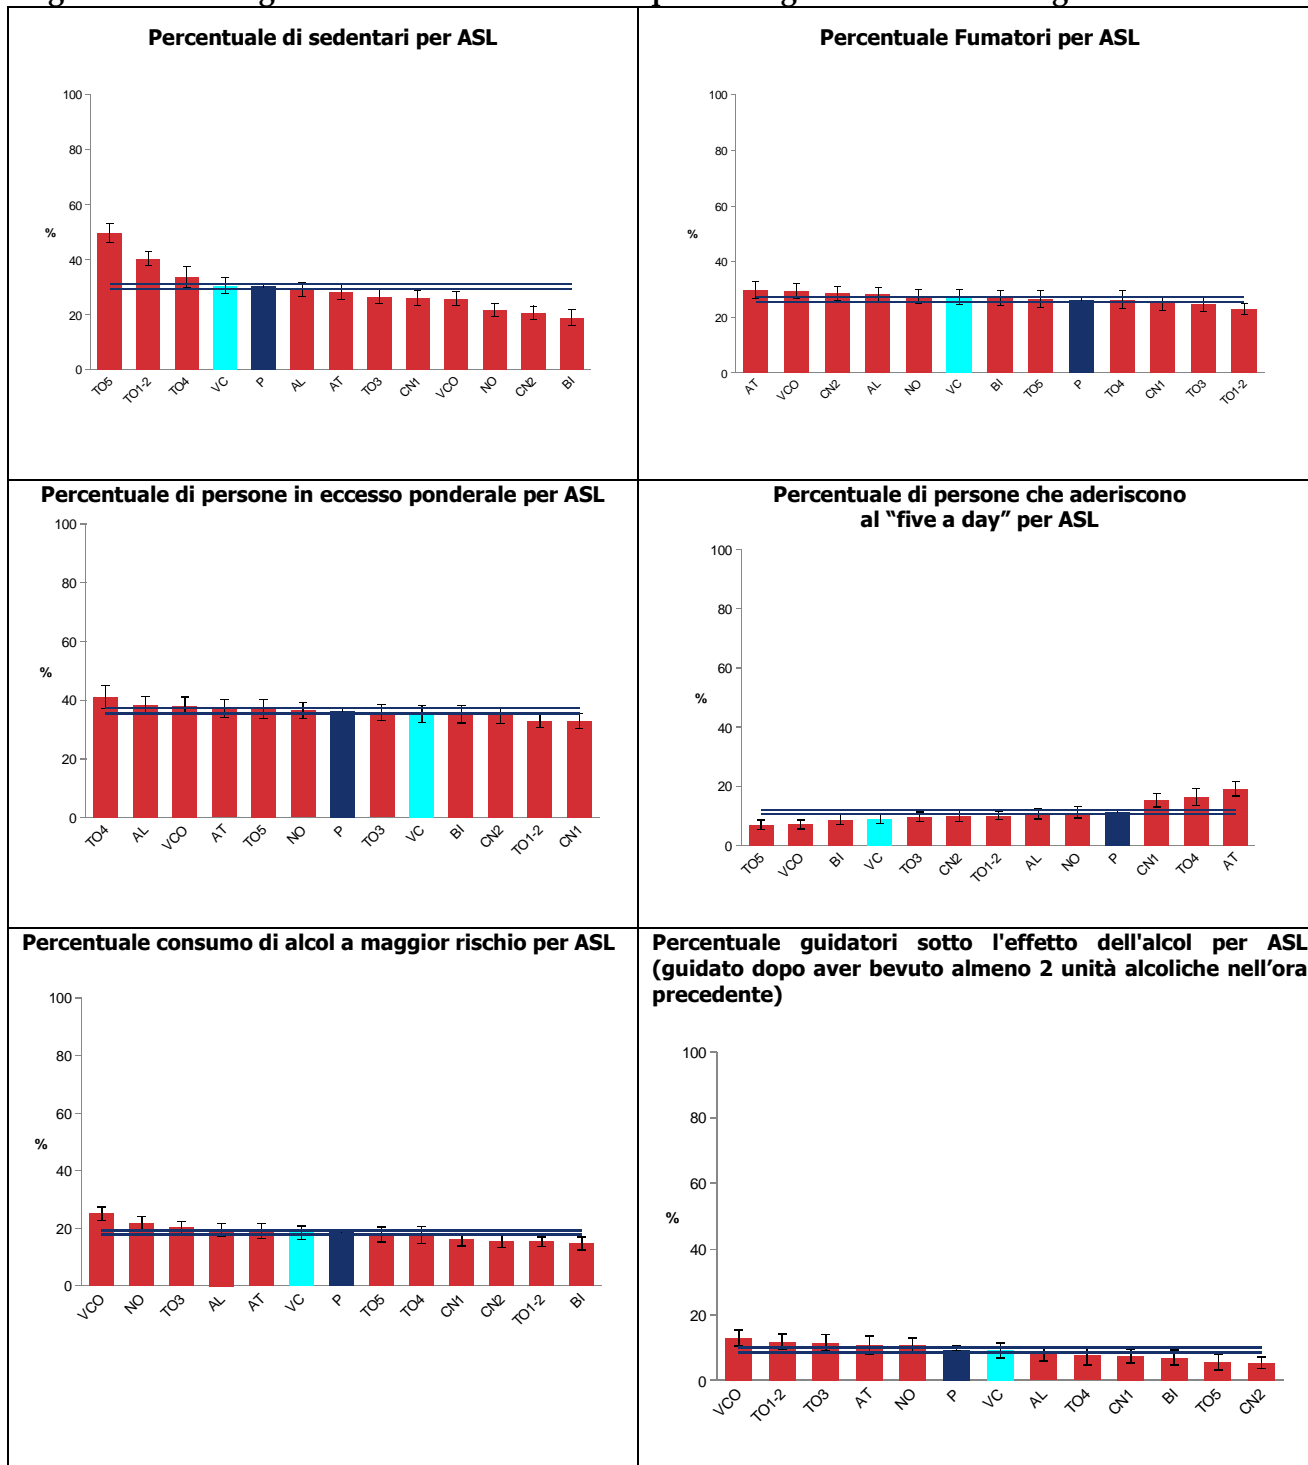 Percentuale di sedentari per ASL
100
80
60
%
40
20
0
TO5 TO1-2 TO4 VC P AL AT TO3 CN1 VCO NO CN2 BI
Percentuale Fumatori per ASL
100
80
60
%
40
20
0
AT VCO CN2 AL NO VC BI TO5 P TO4 CN1 TO3 TO1-2
Percentuale di persone in eccesso ponderale per ASL
100
80
60
%
40
20
0
TO4 AL VCO AT TO5 NO P TO3 VC BI CN2 TO1-2 CN1
Percentuale di persone che aderiscono
al “five a day” per ASL
100
80
60
%
40
20
0
TO5 VCO BI VC TO3 CN2 TO1-2 AL NO P CN1 TO4 AT
Percentuale consumo di alcol a maggior rischio per ASL
100
80
60
%
40
20
0
VCO NO TO3 AL AT VC P TO5 TO4 CN1 CN2 TO1-2 BI
Percentuale guidatori sotto l'effetto dell'alcol per ASL
(guidato dopo aver bevuto almeno 2 unità alcoliche nell’ora
precedente)
100
80
60
%
40
20
0
VCO TO1-2 TO3 AT NO P VC AL TO4 CN1 BI TO5 CN2